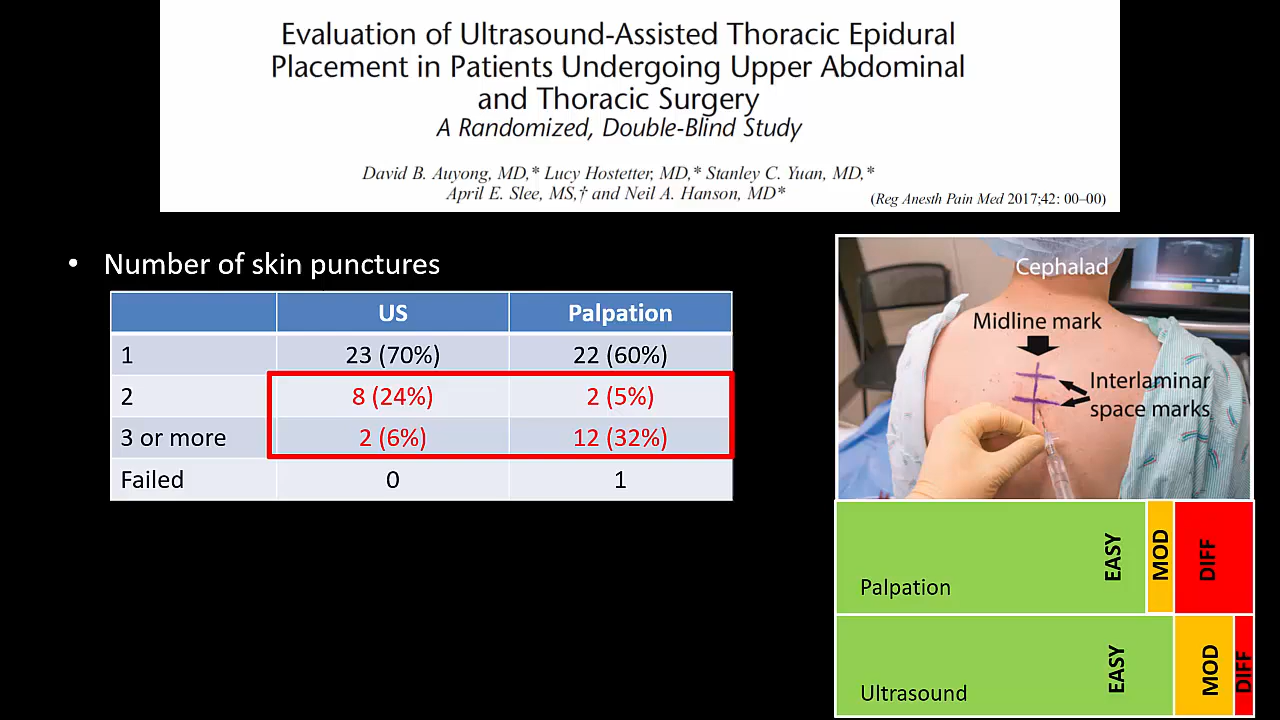 Evaluation of Ultrasound-Assisted Thoracic Epidural
Placement in Patients Undergoing Upper Abdominal
and Thoracic Surgery
A Randomized, Double-Blind Study
David B. Auyong, MD,* Lucy Hostetter, MD,* Stanley C. Yuan, MD,*
April E. Slee, MS,† and Neil A. Hanson, MD*
(Reg Anesth Pain Med 2017;42: 00–00)
• Number of skin punctures
US Palpation
1 23 (70%) 22 (60%)
2 8 (24%) 2 (5%)
3 or more 2 (6%) 12 (32%)
Failed 0 1
Cephalad
Midline mark
Interlaminar
space marks
Palpation EASY MOD DIFF
Ultrasound EASY MOD DIFF